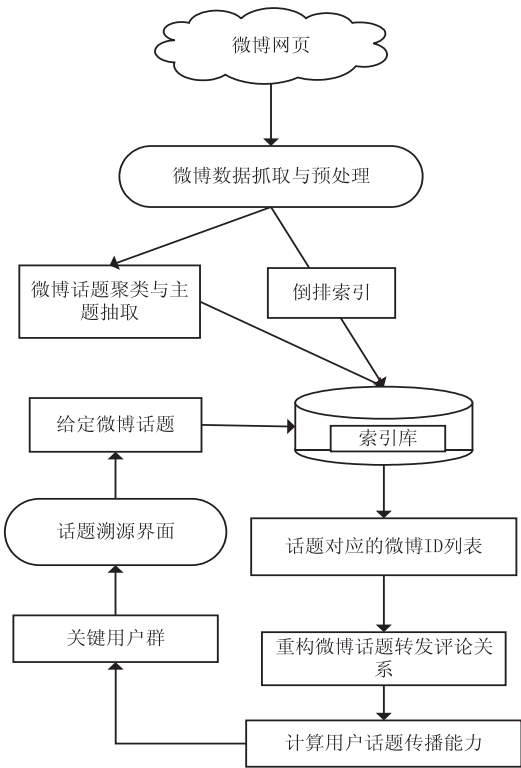 微博网页
微博数据抓取与预处理
微博话题聚类与主
题抽取
倒排索引
给定微博话题
索引库
话题溯源界面
话题对应的微博ID列表
关键用户群
重构微博话题转发评论关
系
计算用户话题传播能力